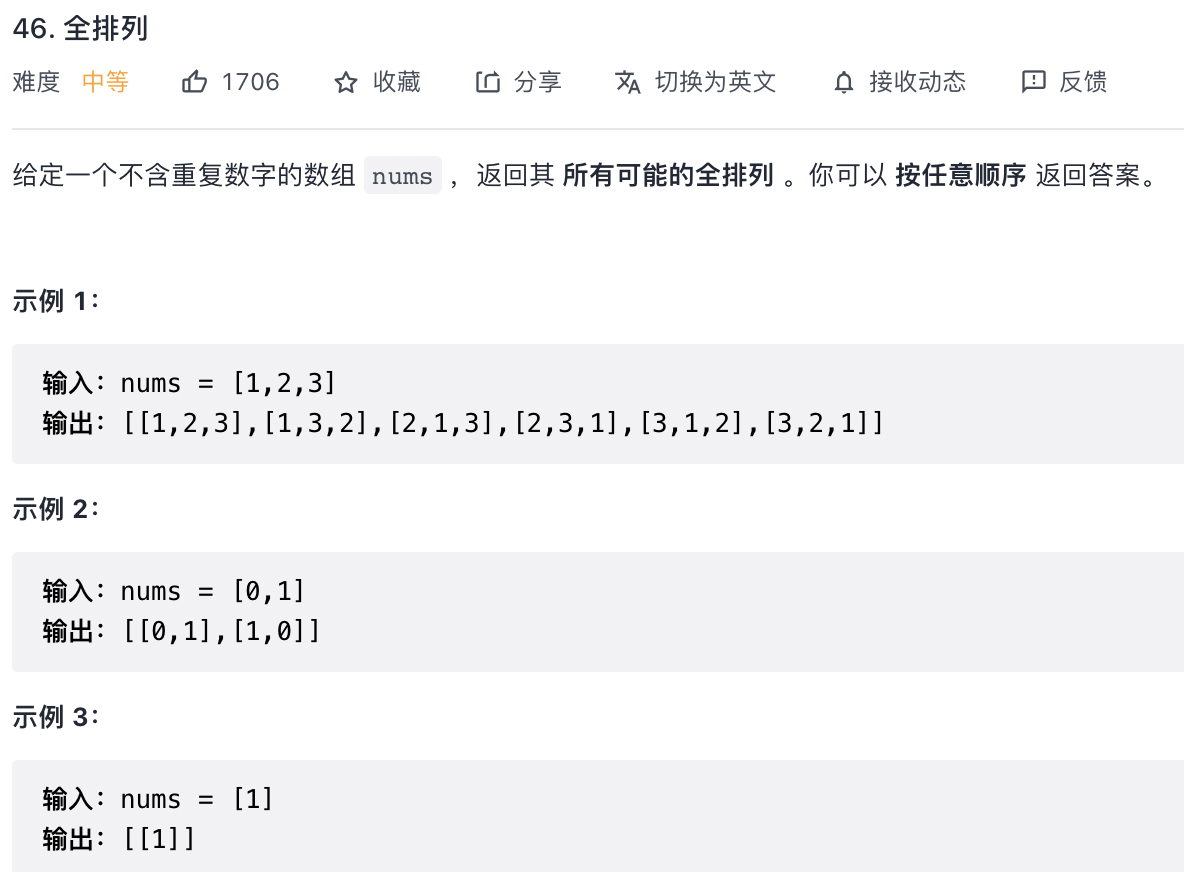 46. 全排列
难度 中等 1706 收藏 分享 切换为英文 接收动态 反馈
给定一个不含重复数字的数组 nums ，返回其 所有可能的全排列 。你可以 按任意顺序 返回答案。
示例 1：
输入：nums = [1,2,3]
输出：[[1,2,3],[1,3,2],[2,1,3],[2,3,1],[3,1,2],[3,2,1]]
示例 2：
输入：nums = [0,1]
输出：[[0,1],[1,0]]
示例 3：
输入：nums = [1]
输出：[[1]]